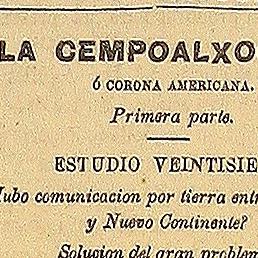 LA CEMPOALXO
Ó CORONA AMERICANA.
Primera parte.
ESTUDIO VEINTISIE
Hubo comunicacion por tierra entr
y Nuevo Continente?
Solucion del gran problem